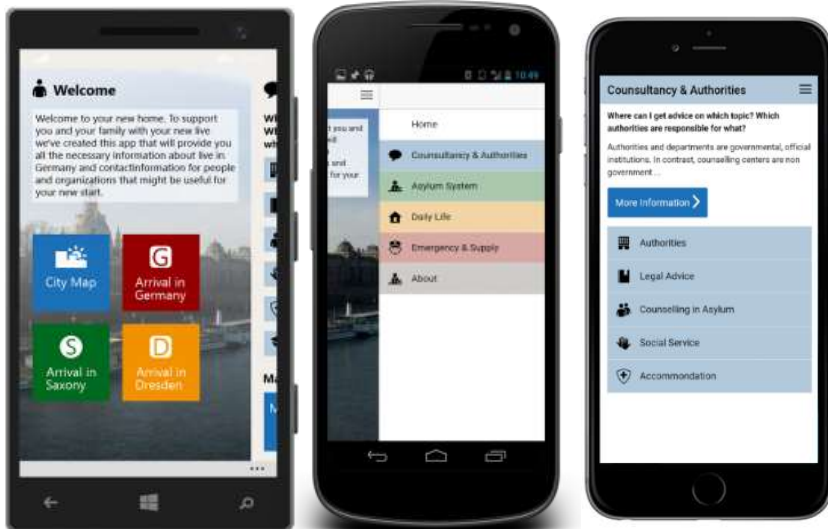 Welcome
Welcome to your new home. To support
you and your family with your new live
we've created this app that will provide you
all the necessary information about live in
Germany and contactinformation for people
and organizations that might be useful for
your new start.
City Map
G
Arrival in
Germany
S
Arrival in
Saxony
D
Arrival in
Dresden
10:49
Home
Counsultancy & Authorities
Asylum System
Daily Life
Emergency & Supply
About
Counsultancy & Authorities
Where can I get advice on which topic? Which
authorities are responsible for what?
Authorities and departments are governmental, official
institutions. In contrast, counselling centers are non
government ...
More Information
Authorities
Legal Advice
Counselling in Asylum
Social Service
Accommondation